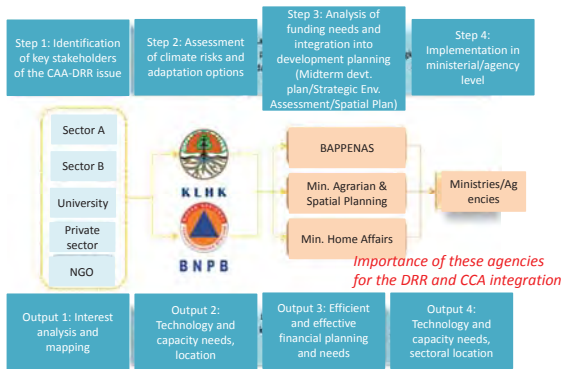 Step 1: Identification
of key stakeholders
of the CAA-DRR issue
Step 2: Assessment
of climate risks and
adaptation options
Step 3: Analysis of
funding needs and
integration into
development planning
(Midterm devt.
plan/Strategic Env.
Assessment/Spatial Plan)
Step 4:
Implementation in
ministerial/agency
level
Sector A
Sector B
University
Private
sector
NGO
KLHK
BNPB
BAPPENAS
Min. Agrarian &
Spatial Planning
Min. Home Affairs
Ministries/Ag
encies
Importance of these agencies
for the DRR and CCA integration
Output 1: Interest
analysis and
mapping
Output 2:
Technology and
capacity needs,
location
Output 3: Efficient
and effective
financial planning
and needs
Output 4:
Technology and
capacity needs,
sectoral location